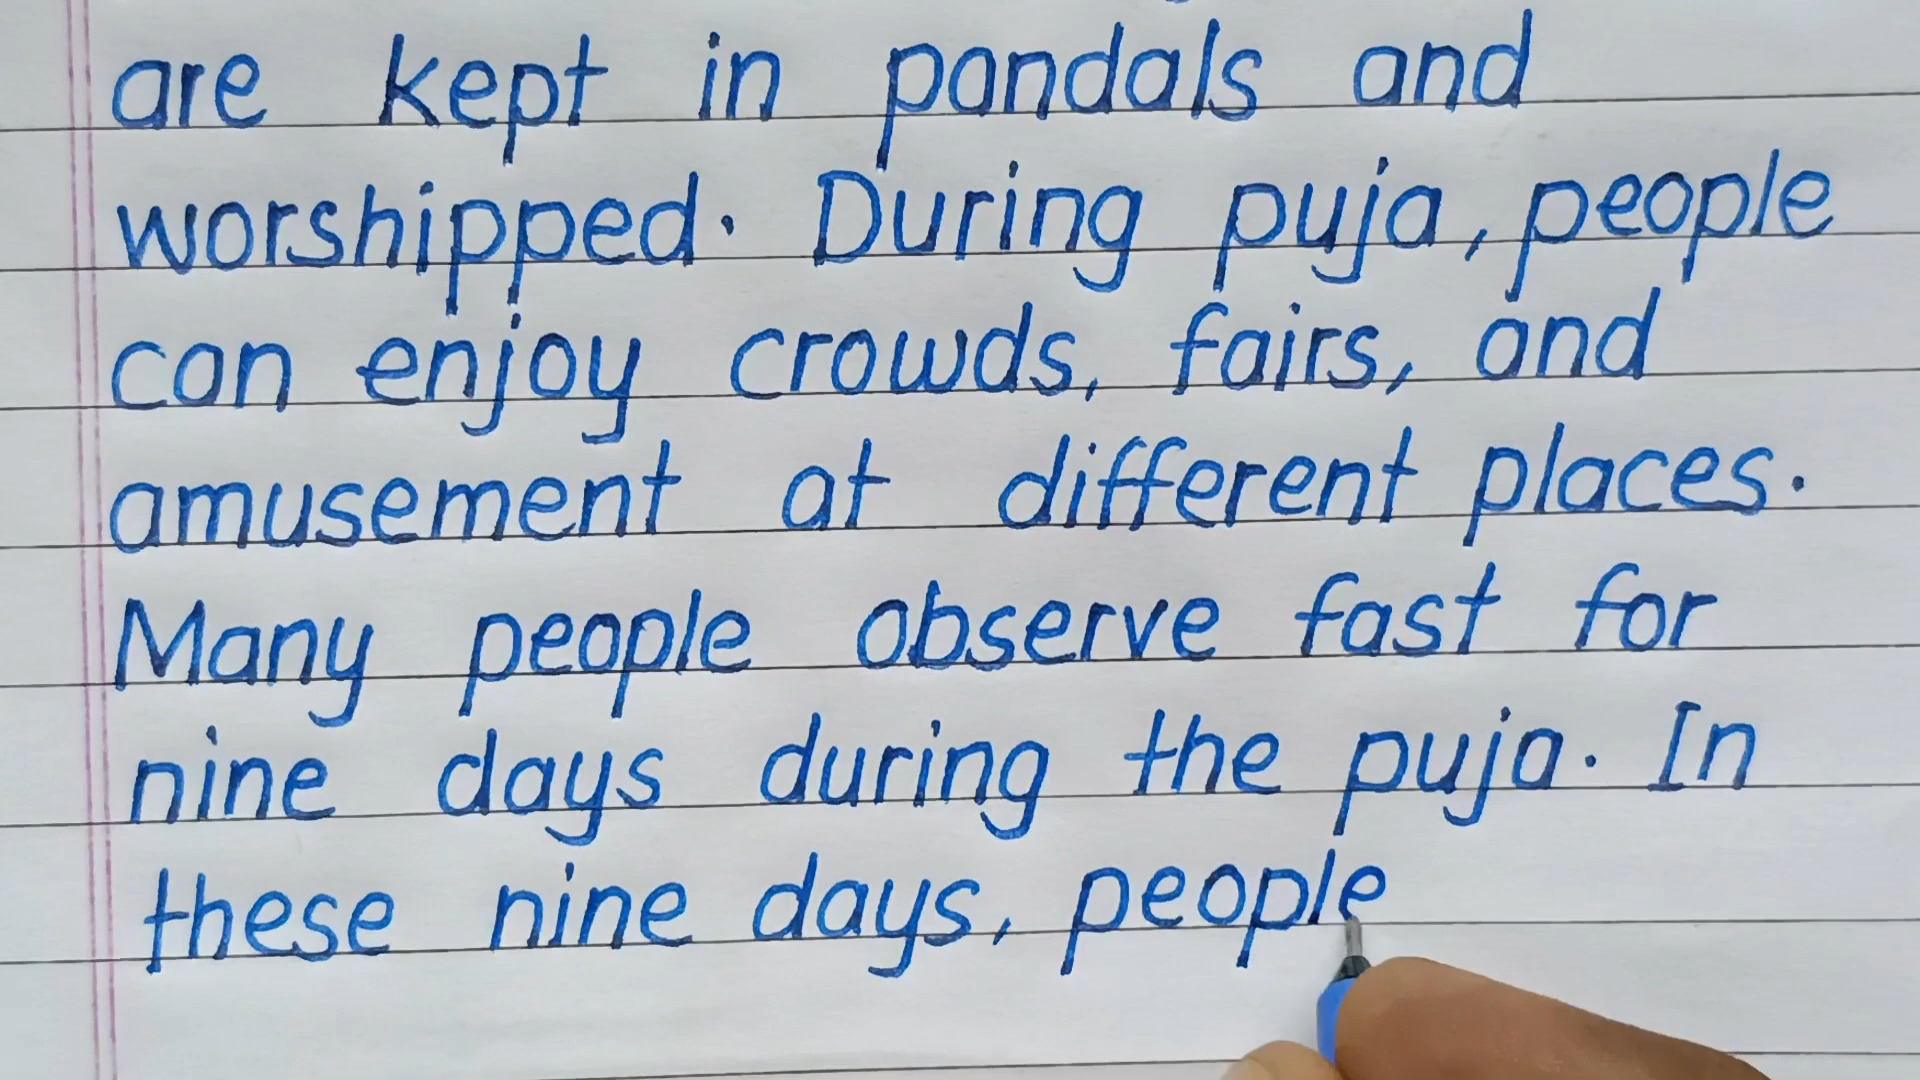 are kept in pandals and
worshipped. During puja, people
can enjoy crowds, fairs, and
amusement at different places.
Many people observe fast for
nine days during the puja. In
these nine days, people